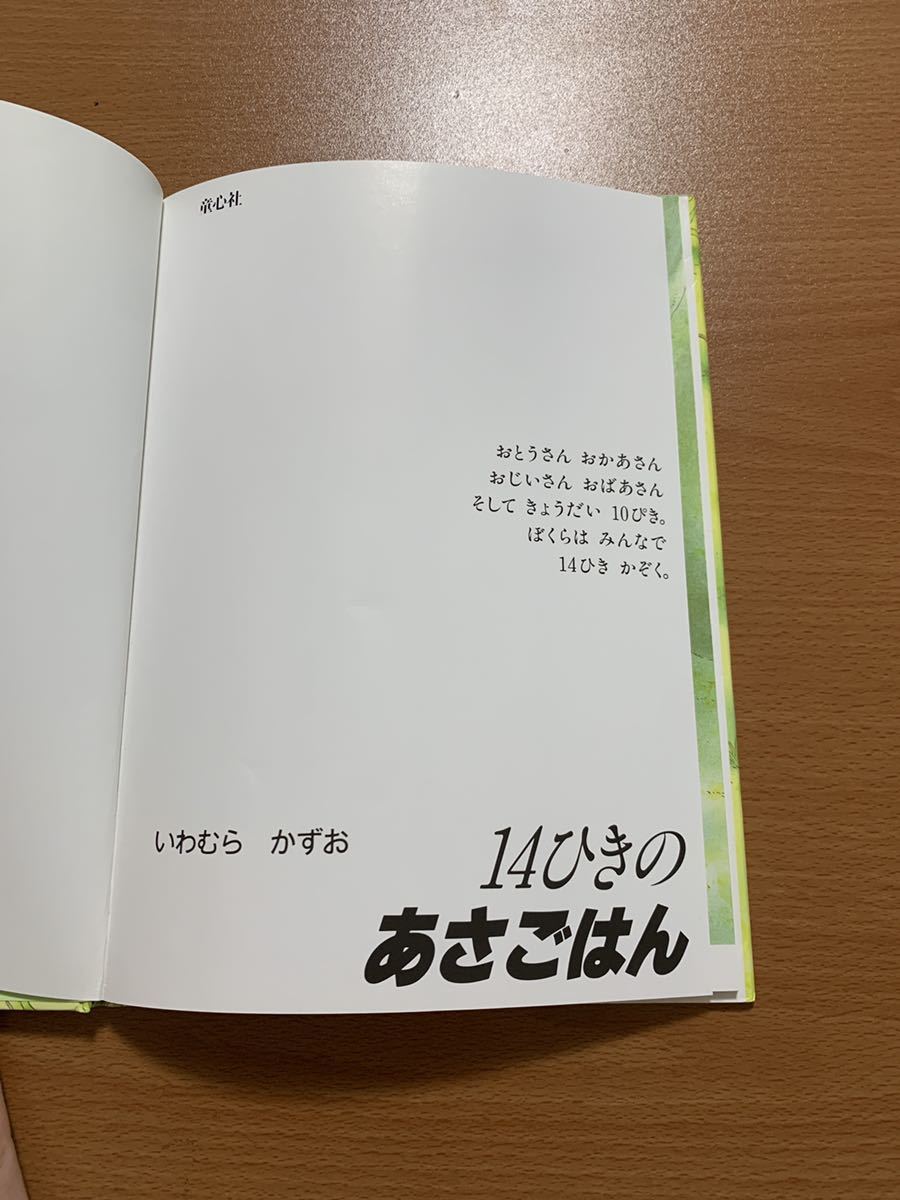 童心社
おとうさん おかあさん
おじいさん おばあさん
そして きょうだい 10ぴき。
ぼくらは みんなで
14ひき かぞく。
いわむら かずお
14ひきの
あさごはん